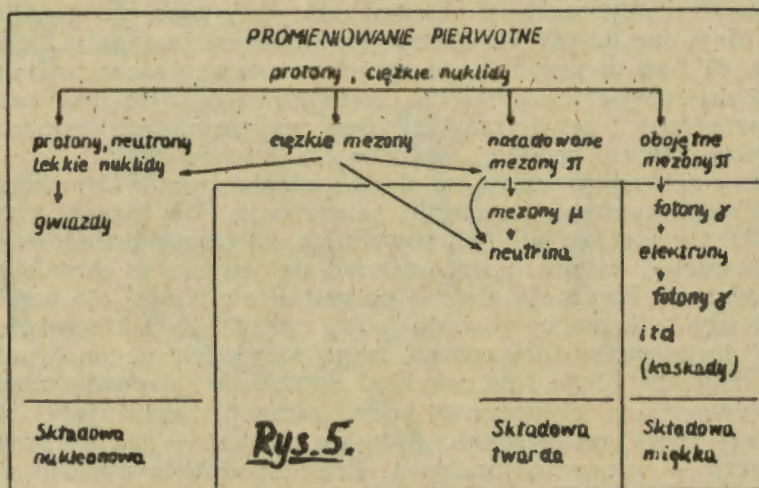 PROMIENIOWANIE PIERWOTNE
protony, ciężkie nuklidy
protony, neutrony
lekkie nuklidy
gwiazdy
ciężkie mezony
naładowane
mezony π
mezony μ
neutrina
obojętne
mezony π
fotony γ
elektrony
fotony γ
itd
(kaskady)
Składowa
nukleonowa
Rys. 5.
Składowa
twarda
Składowa
miękka